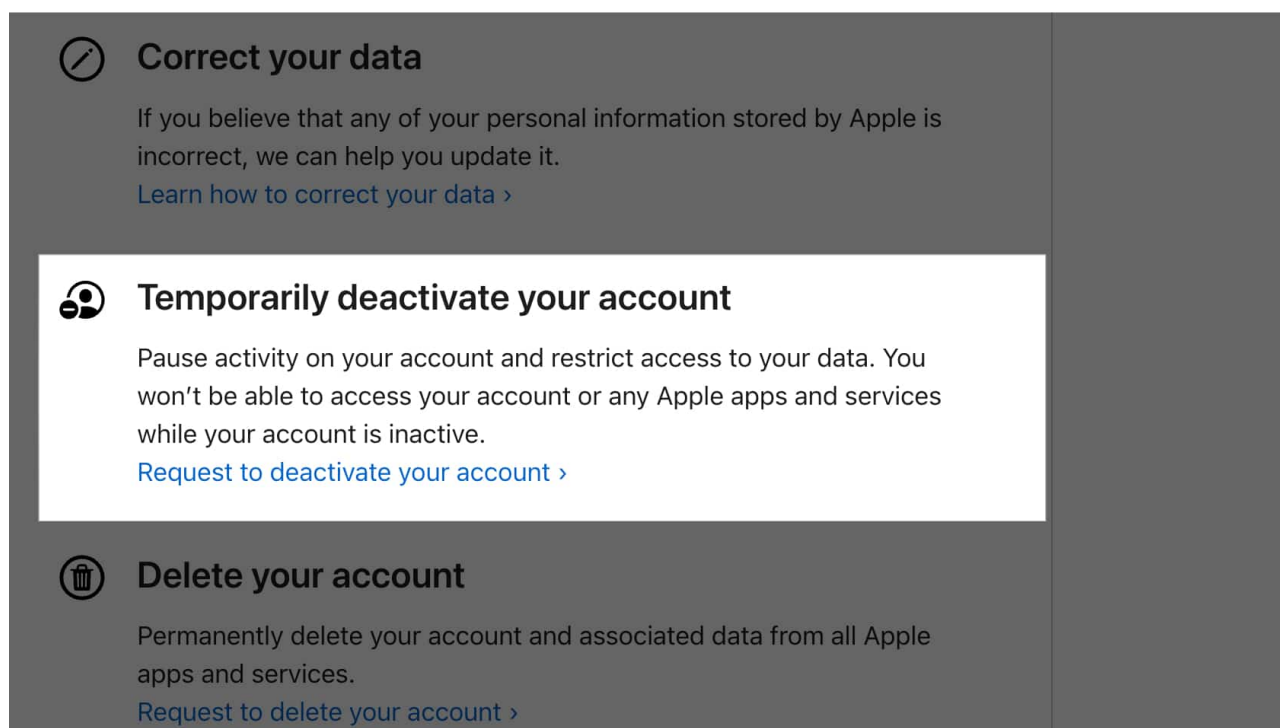 Correct your data
If you believe that any of your personal information stored by Apple is
incorrect, we can help you update it.
Learn how to correct your data ›
Temporarily deactivate your account
Pause activity on your account and restrict access to your data. You
won’t be able to access your account or any Apple apps and services
while your account is inactive.
Request to deactivate your account ›
Delete your account
Permanently delete your account and associated data from all Apple
apps and services.
Request to delete your account ›